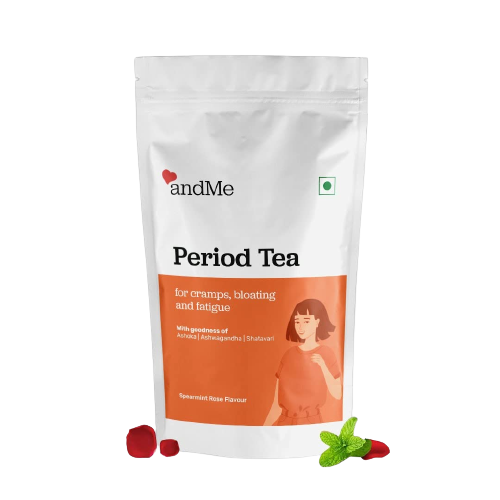 andMe
Period Tea
for cramps, bloating
and fatigue
With goodness of
Ashoka | Ashwagandha | Shatavari
Spearmint Rose Flavour